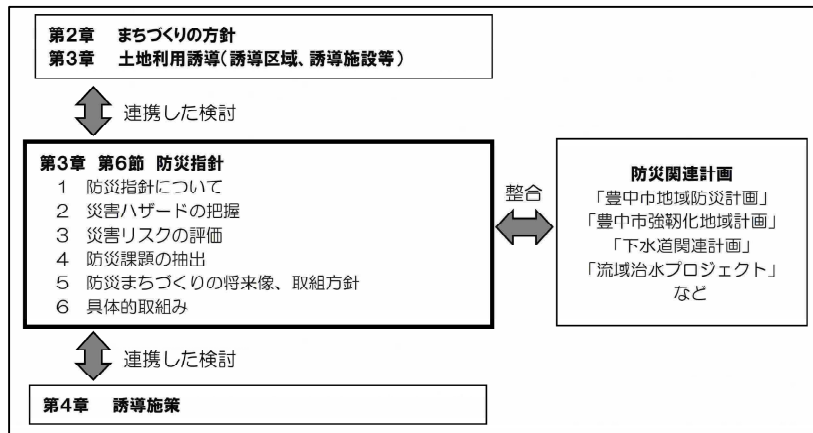 第2章 まちづくりの方針
第3章 土地利用誘導(誘導区域、誘導施設等)
連携した検討
第3章 第6節 防災指針
1 防災指針について
2 災害ハザードの把握
3 災害リスクの評価
4 防災課題の抽出
5 防災まちづくりの将来像、取組方針
6 具体的取組み
整合
防災関連計画
「豊中市地域防災計画」
「豊中市強靱化地域計画」
「下水道関連計画」
「流域治水プロジェクト」
など
連携した検討
第4章 誘導施策